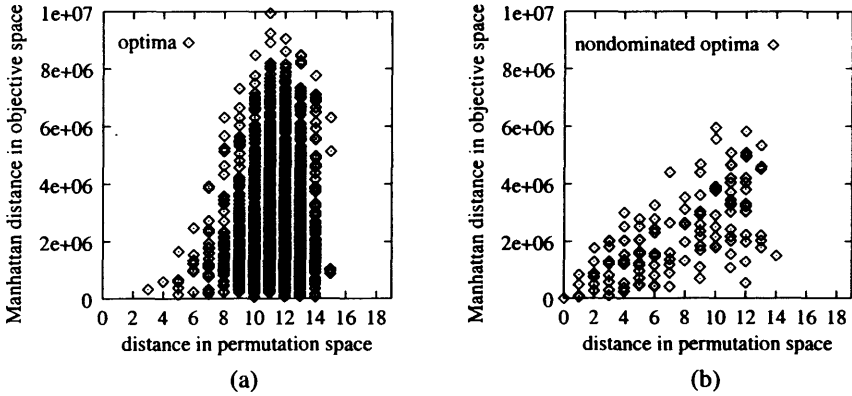 Manhattan distance in objective space
1e+07
8e+06
6e+06
4e+06
2e+06
0
optima
0 2 4 6 8 10 12 14 16 18
distance in permutation space
(a)
Manhattan distance in objective space
1e+07
8e+06
6e+06
4e+06
2e+06
0
nondominated optima
0 2 4 6 8 10 12 14 16 18
distance in permutation space
(b)